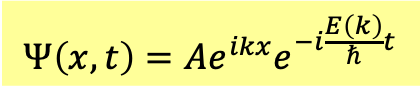 Ψ(x, t) = Ae^{ikx}e^{-i\frac{E(k)}{ħ}t}